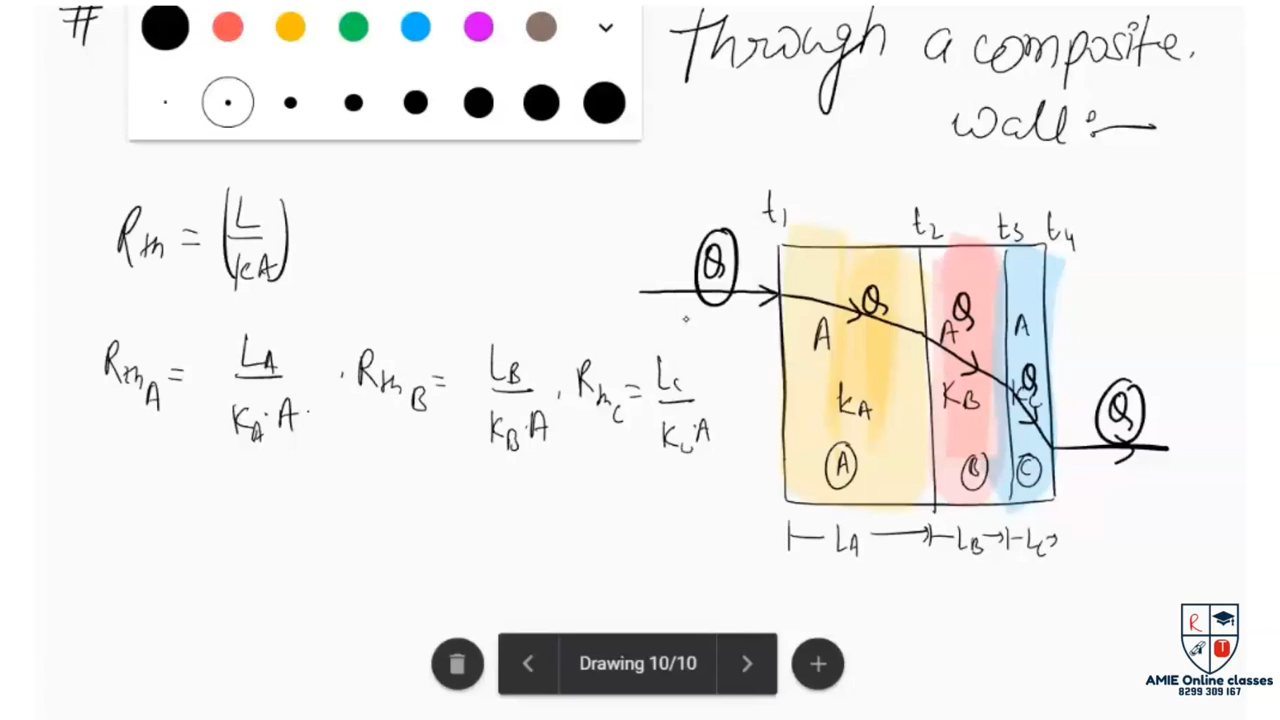 #
through a composite.
wall:-
Rth = (L/KA)
t1 t2 t3 t4
Q
Q Q Q
A A A
RthA = LA/KA·A . RthB = LB/KB·A , RthC = LC/KC·A
KA KB KC
Q
A B C
LA LB LC
Drawing 10/10
R T
AMIE Online classes
8299 309 167